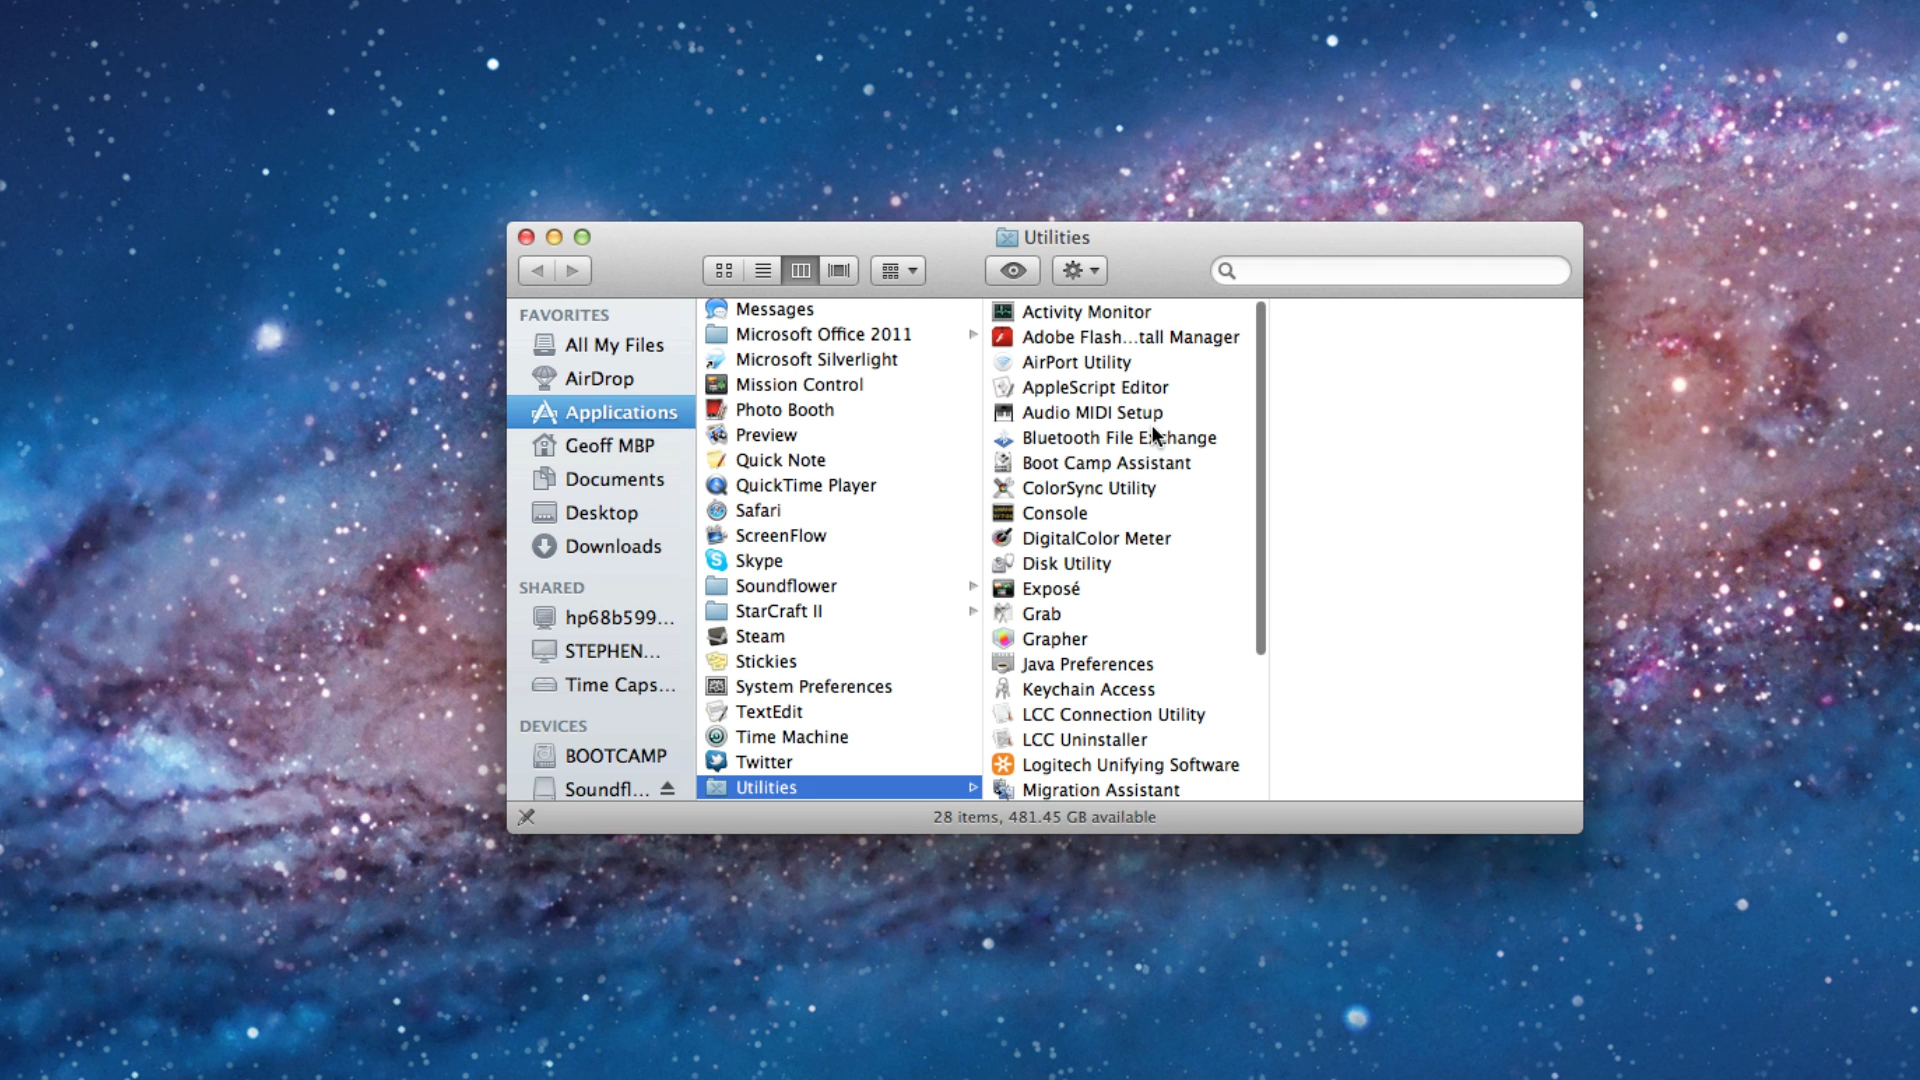 Utilities
FAVORITES
All My Files
AirDrop
Applications
Geoff MBP
Documents
Desktop
Downloads
SHARED
hp68b599...
STEPHEN...
Time Caps...
DEVICES
BOOTCAMP
Soundfl...
Messages
Microsoft Office 2011
Microsoft Silverlight
Mission Control
Photo Booth
Preview
Quick Note
QuickTime Player
Safari
ScreenFlow
Skype
Soundflower
StarCraft II
Steam
Stickies
System Preferences
TextEdit
Time Machine
Twitter
Utilities
Activity Monitor
Adobe Flash...tall Manager
AirPort Utility
AppleScript Editor
Audio MIDI Setup
Bluetooth File Exchange
Boot Camp Assistant
ColorSync Utility
Console
DigitalColor Meter
Disk Utility
Exposé
Grab
Grapher
Java Preferences
Keychain Access
LCC Connection Utility
LCC Uninstaller
Logitech Unifying Software
Migration Assistant
28 items, 481.45 GB available